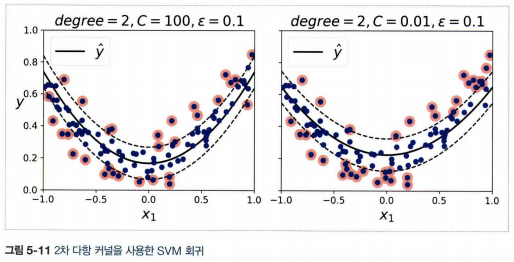 degree = 2, C = 100, ε = 0.1
degree = 2, C = 0.01, ε = 0.1
ŷ
ŷ
y
1.0
0.8
0.6
0.4
0.2
0.0
−1.0 −0.5 0.0 0.5 1.0
−1.0 −0.5 0.0 0.5 1.0
x₁
x₁
그림 5-11 2차 다항 커널을 사용한 SVM 회귀